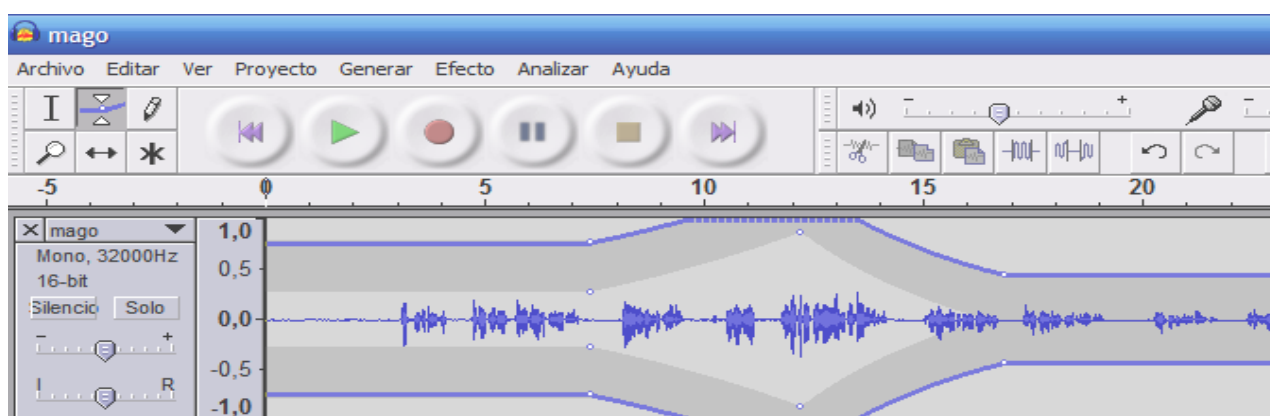 mago
Archivo Editar Ver Proyecto Generar Efecto Analizar Ayuda
-5 0 5 10 15 20
mago
Mono, 32000Hz
16-bit
Silencio Solo
- +
I R
1,0
0,5
0,0
-0,5
-1,0